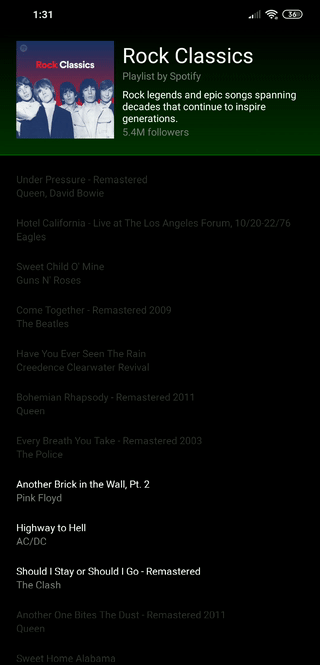 1:31
36
Rock Classics
Rock Classics
Playlist by Spotify
Rock legends and epic songs spanning
decades that continue to inspire
generations.
5.4M followers
Under Pressure - Remastered
Queen, David Bowie
Hotel California - Live at The Los Angeles Forum, 10/20-22/76
Eagles
Sweet Child O' Mine
Guns N' Roses
Come Together - Remastered 2009
The Beatles
Have You Ever Seen The Rain
Creedence Clearwater Revival
Bohemian Rhapsody - Remastered 2011
Queen
Every Breath You Take - Remastered 2003
The Police
Another Brick in the Wall, Pt. 2
Pink Floyd
Highway to Hell
AC/DC
Should I Stay or Should I Go - Remastered
The Clash
Another One Bites The Dust - Remastered 2011
Queen
Sweet Home Alabama